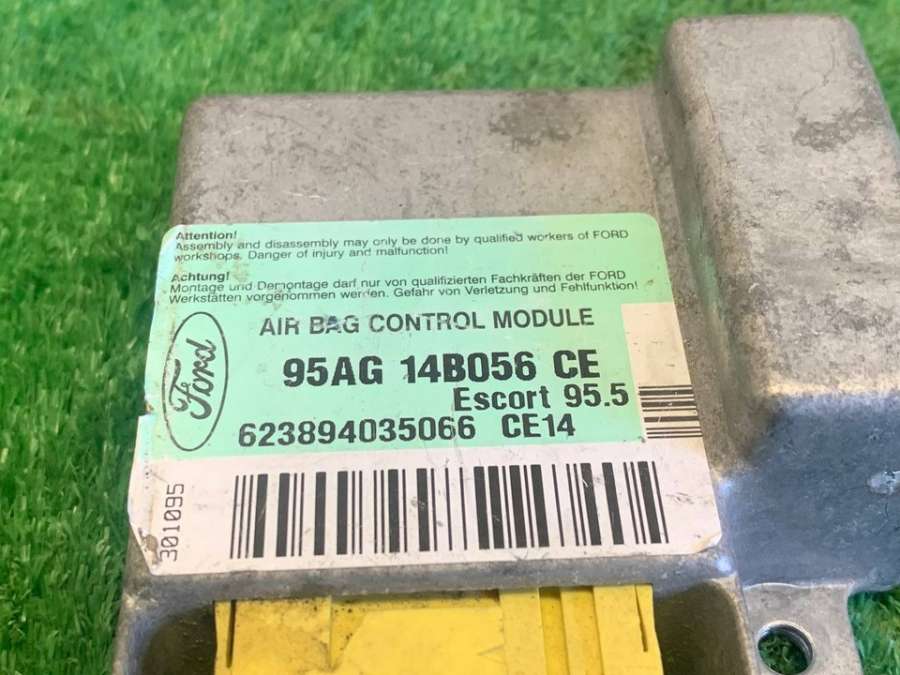 Attention!
Assembly and disassembly may only be done by qualified workers of FORD
workshops. Danger of injury and malfunction!
Achtung!
Montage und Demontage darf nur von qualifizierten Fachkräften der FORD
Werkstätten vorgenommen werden. Gefahr von Verletzung und Fehlfunktion!
AIR BAG CONTROL MODULE
Ford
95AG 14B056 CE
Escort 95.5
623894035066 CE14
301095